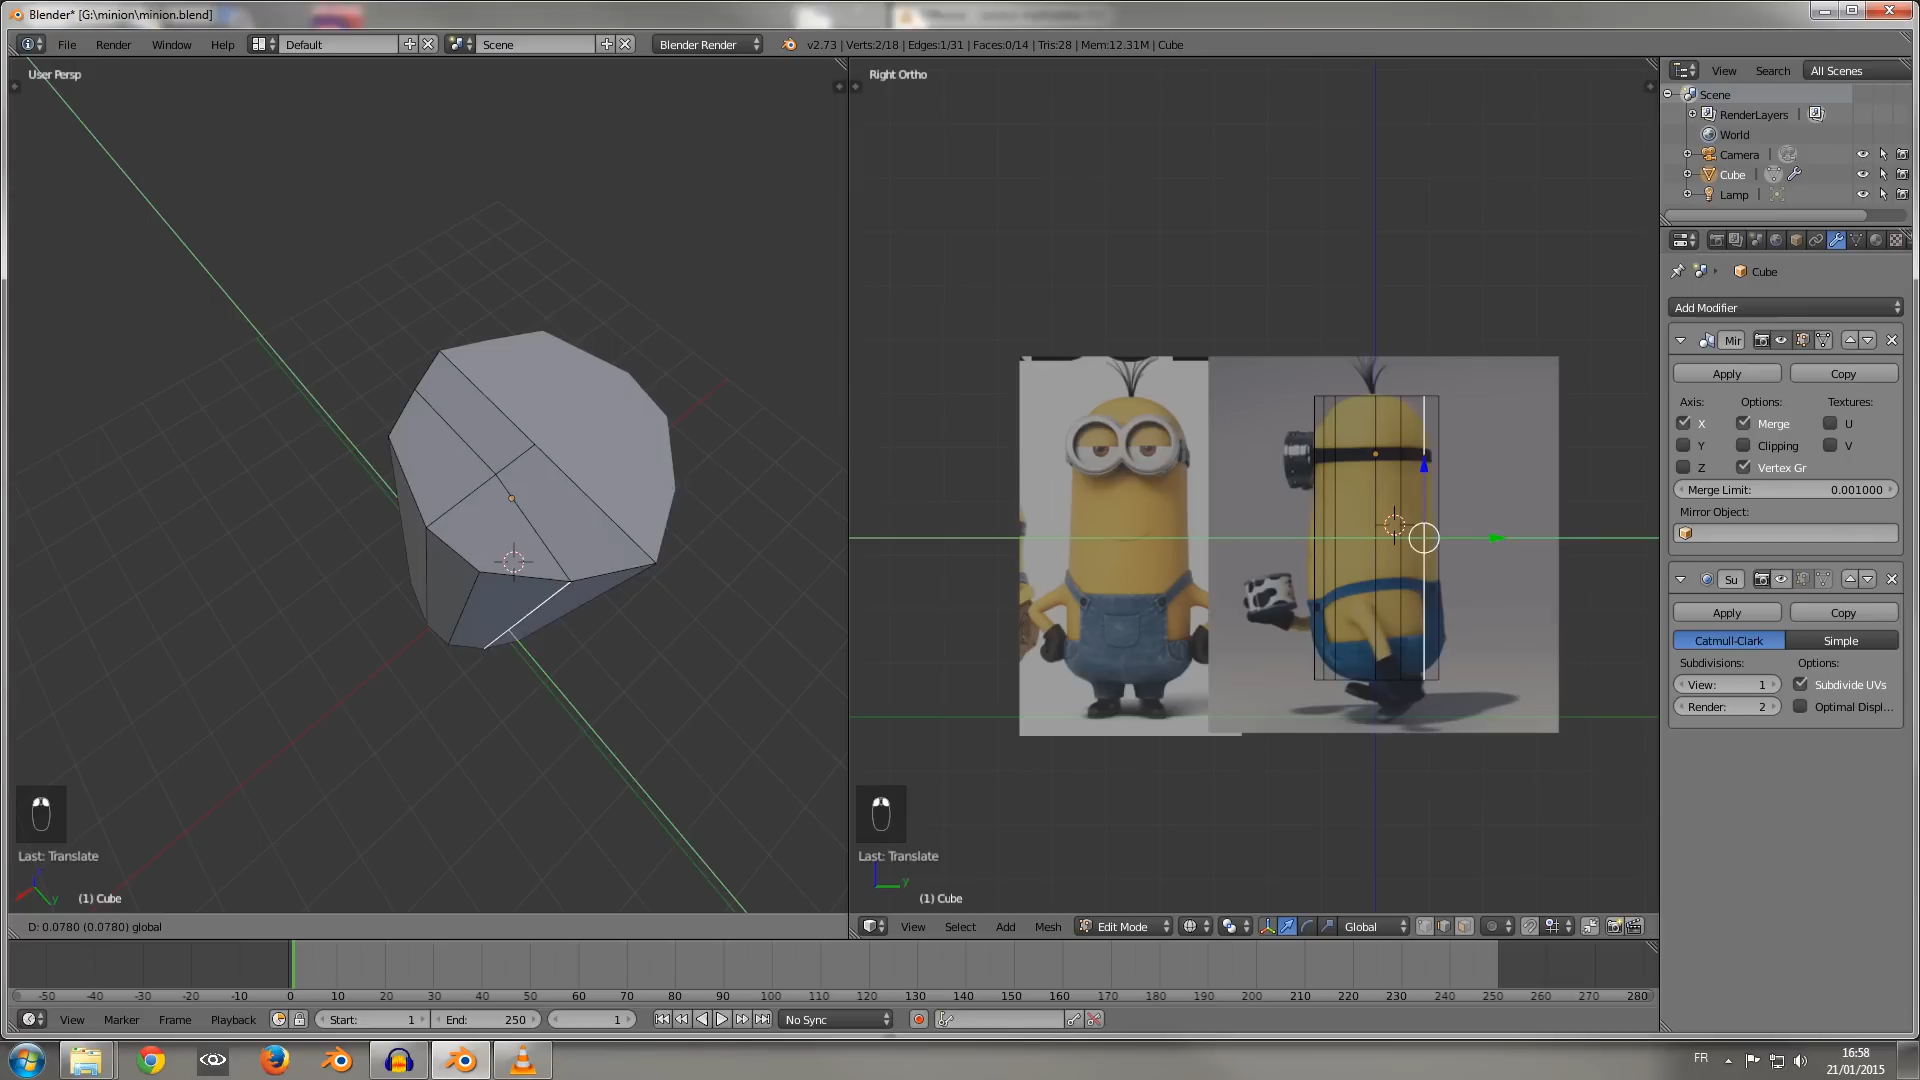 Blender* [G:\minion\minion.blend]
File Render Window Help Default Scene Blender Render v2.73 | Verts:2/18 | Edges:1/31 | Faces:0/14 | Tris:28 | Mem:12.31M | Cube
User Persp
Right Ortho
View Search All Scenes
Scene
RenderLayers |
World
Camera |
Cube |
Lamp |
Cube
Add Modifier
Mir
Apply Copy
Axis: Options: Textures:
X Merge U
Y Clipping V
Z Vertex Gr
Merge Limit: 0.001000
Mirror Object:
Su
Apply Copy
Catmull-Clark Simple
Subdivisions: Options:
View: 1 Subdivide UVs
Render: 2 Optimal Displ...
Last: Translate
Last: Translate
y
y
(1) Cube
(1) Cube
D: 0.0780 (0.0780) global
View Select Add Mesh Edit Mode Global
-50 -40 -30 -20 -10 0 10 20 30 40 50 60 70 80 90 100 110 120 130 140 150 160 170 180 190 200 210 220 230 240 250 260 270 280
View Marker Frame Playback Start: 1 End: 250 1 No Sync
FR 16:58
21/01/2015